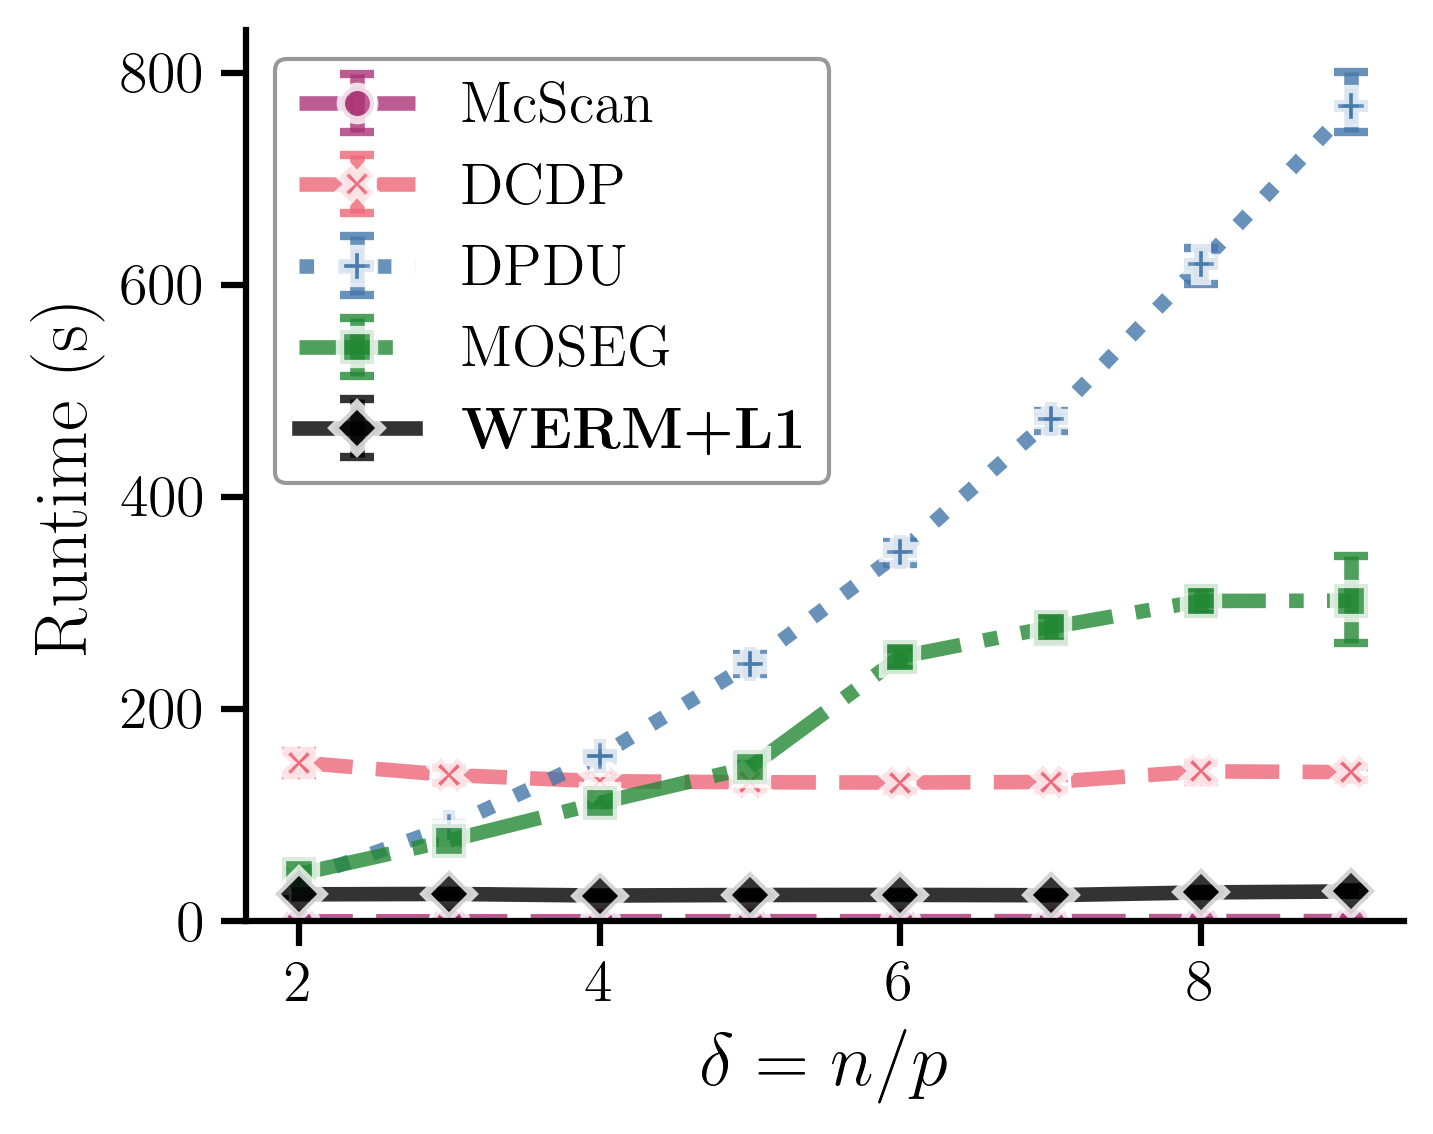 Runtime (s)
800
600
400
200
0
McScan
DCDP
DPDU
MOSEG
WERM+L1
2 4 6 8
δ = n/p